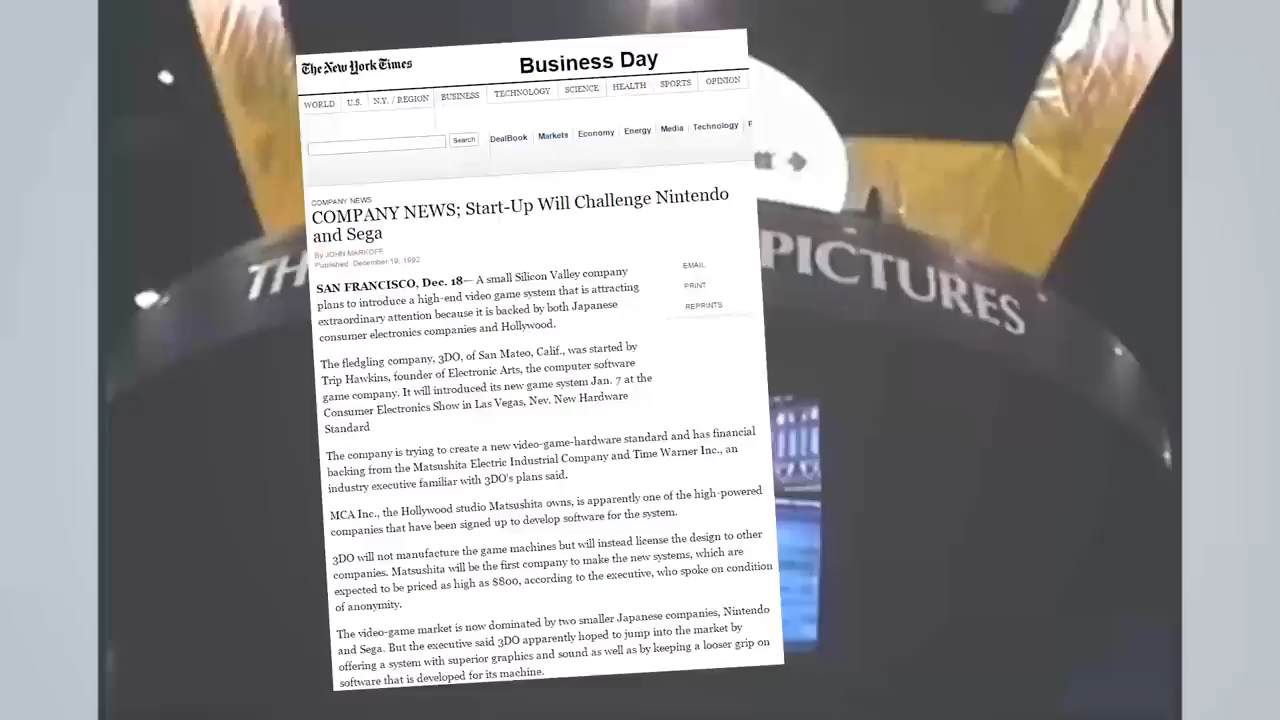 The New York Times
Business Day
WORLD U.S. N.Y. / REGION BUSINESS TECHNOLOGY SCIENCE HEALTH SPORTS OPINION
Search DealBook Markets Economy Energy Media Technology
COMPANY NEWS
COMPANY NEWS; Start-Up Will Challenge Nintendo
and Sega
By JOHN MARKOFF
Published: December 19, 1992
EMAIL
PRINT
REPRINTS
SAN FRANCISCO, Dec. 18— A small Silicon Valley company
plans to introduce a high-end video game system that is attracting
extraordinary attention because it is backed by both Japanese
consumer electronics companies and Hollywood.
The fledgling company, 3DO, of San Mateo, Calif., was started by
Trip Hawkins, founder of Electronic Arts, the computer software
game company. It will introduced its new game system Jan. 7 at the
Consumer Electronics Show in Las Vegas, Nev. New Hardware
Standard
The company is trying to create a new video-game-hardware standard and has financial
backing from the Matsushita Electric Industrial Company and Time Warner Inc., an
industry executive familiar with 3DO's plans said.
MCA Inc., the Hollywood studio Matsushita owns, is apparently one of the high-powered
companies that have been signed up to develop software for the system.
3DO will not manufacture the game machines but will instead license the design to other
companies. Matsushita will be the first company to make the new systems, which are
expected to be priced as high as $800, according to the executive, who spoke on condition
of anonymity.
The video-game market is now dominated by two smaller Japanese companies, Nintendo
and Sega. But the executive said 3DO apparently hoped to jump into the market by
offering a system with superior graphics and sound as well as by keeping a looser grip on
software that is developed for its machine.
PICTURES